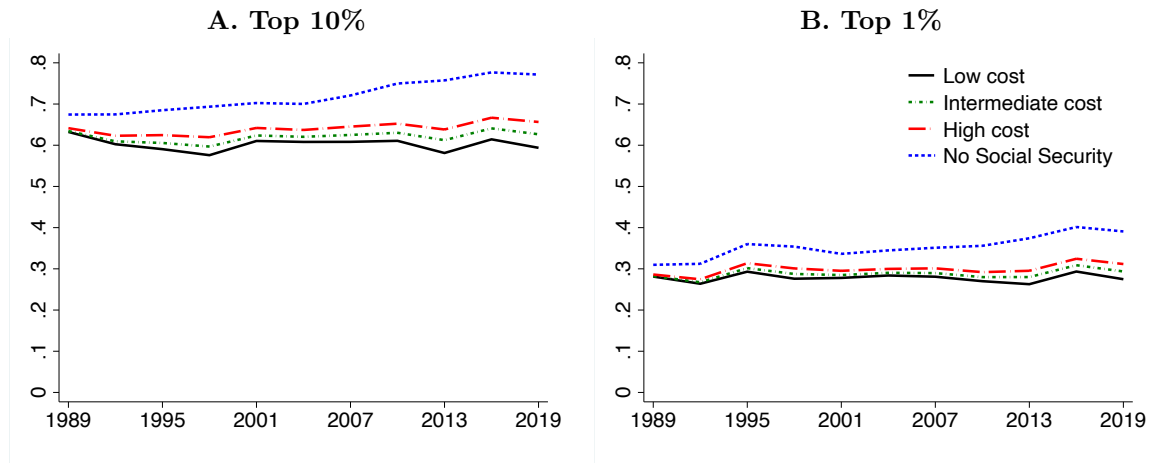 A. Top 10%
.8
.7
.6
.5
.4
.3
.2
.1
0
1989 1995 2001 2007 2013 2019
B. Top 1%
.8
.7
.6
.5
.4
.3
.2
.1
0
1989 1995 2001 2007 2013 2019
Low cost
Intermediate cost
High cost
No Social Security